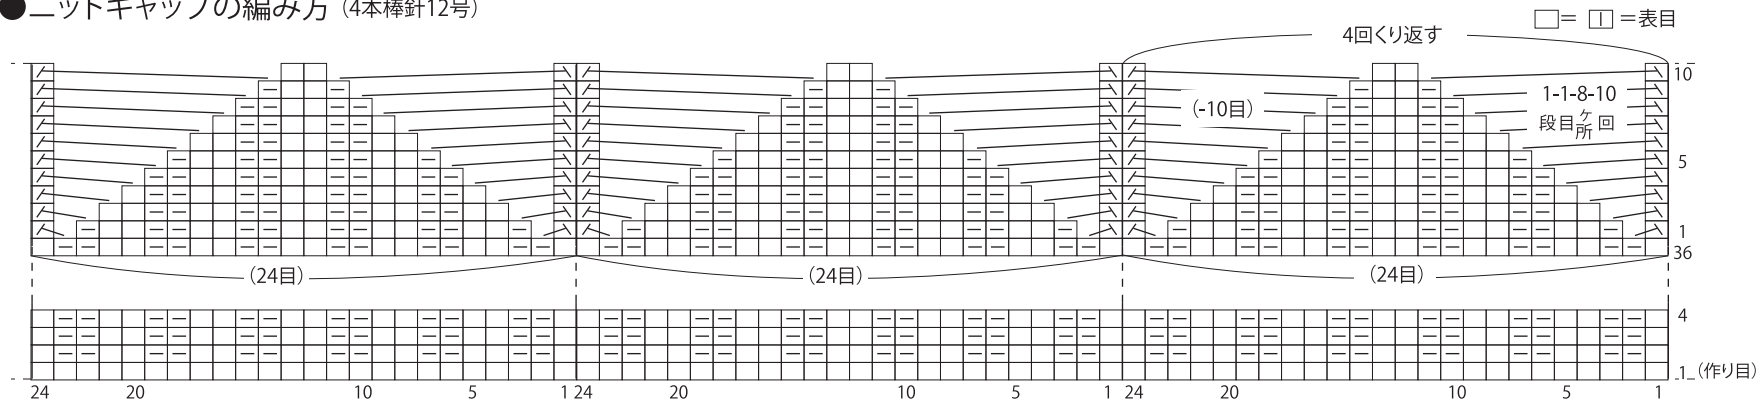 ●ニットキャップの編み方（4本棒針12号）
□= 􏰀|=表目
4回くり返す
10
1-1-8-10
(-10目)
段目ヶ所回
5
1
36
(24目) (24目) (24目)
4
1 (作り目)
24 20 10 5 1 24 20 10 5 1 24 20 10 5 1